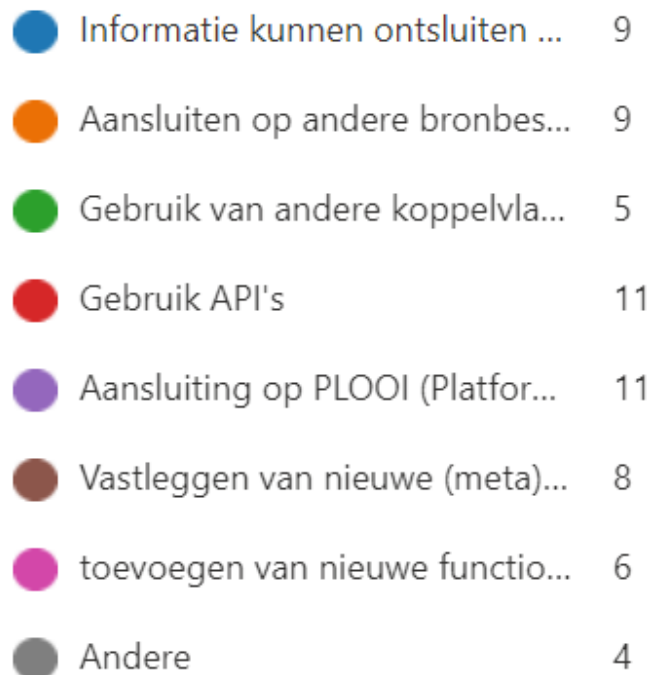 Informatie kunnen ontsluiten ... 9
Aansluiten op andere bronbes... 9
Gebruik van andere koppelvla... 5
Gebruik API's 11
Aansluiting op PLOOI (Platfor... 11
Vastleggen van nieuwe (meta)... 8
toevoegen van nieuwe functio... 6
Andere 4